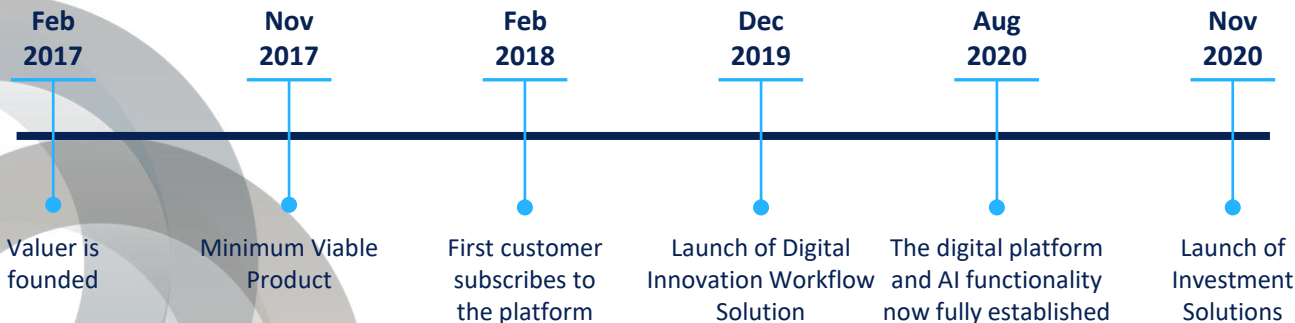 Feb
2017
Nov
2017
Feb
2018
Dec
2019
Aug
2020
Nov
2020
Valuer is
founded
Minimum Viable
Product
First customer
subscribes to
the platform
Launch of Digital
Innovation Workflow
Solution
The digital platform
and AI functionality
now fully established
Launch of
Investment
Solutions